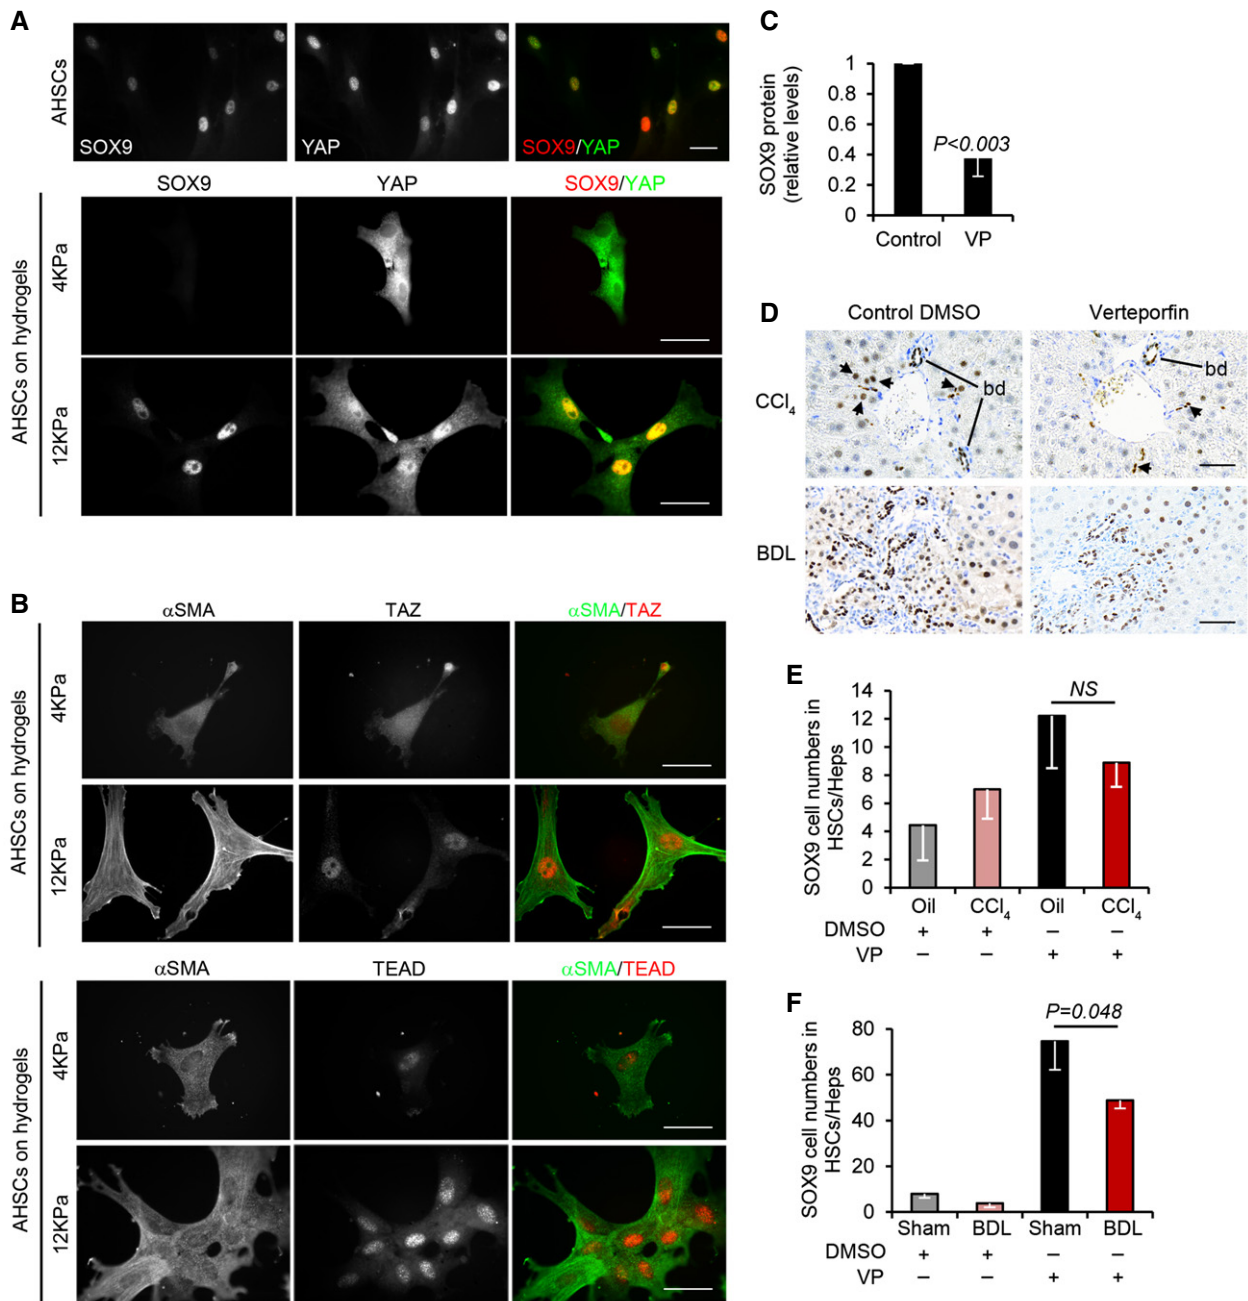 A
AHSCs
SOX9
YAP
SOX9/YAP
SOX9 YAP SOX9/YAP
AHSCs on hydrogels
4KPa
12KPa
B
αSMA TAZ αSMA/TAZ
AHSCs on hydrogels
4KPa
12KPa
αSMA TEAD αSMA/TEAD
AHSCs on hydrogels
4KPa
12KPa
C
SOX9 protein
(relative levels)
1
0.8
0.6
0.4
0.2
0
P<0.003
Control VP
D
Control DMSO Verteporfin
CCl₄
bd
bd
BDL
E
SOX9 cell numbers in
HSCs/Heps
14
12
10
8
6
4
2
0
NS
Oil CCl₄ Oil CCl₄
DMSO + + – –
VP – – + +
F
SOX9 cell numbers in
HSCs/Heps
80
60
40
20
0
P=0.048
Sham BDL Sham BDL
DMSO + + – –
VP – – + +